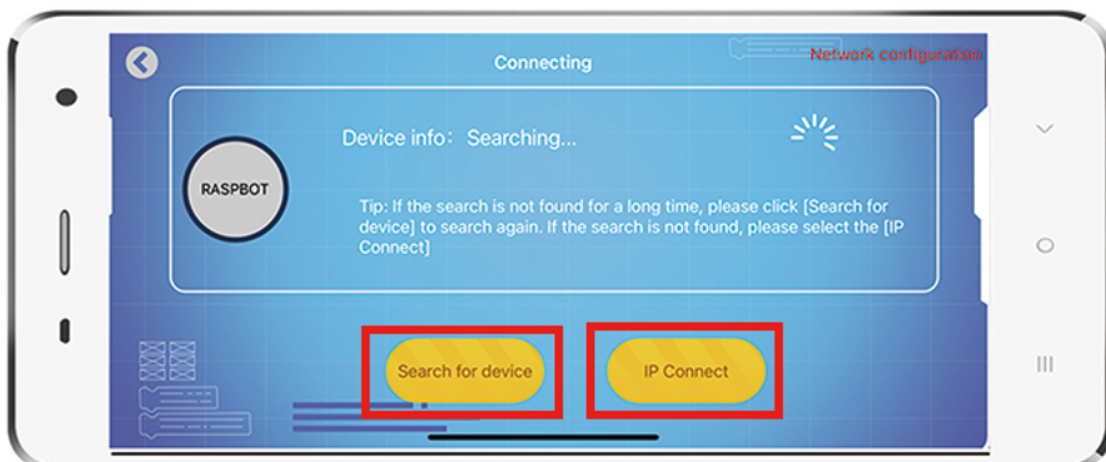 Connecting
Network configuration
Device info: Searching...
RASPBOT
Tip: If the search is not found for a long time, please click [Search for
device] to search again. If the search is not found, please select the [IP
Connect]
Search for device
IP Connect